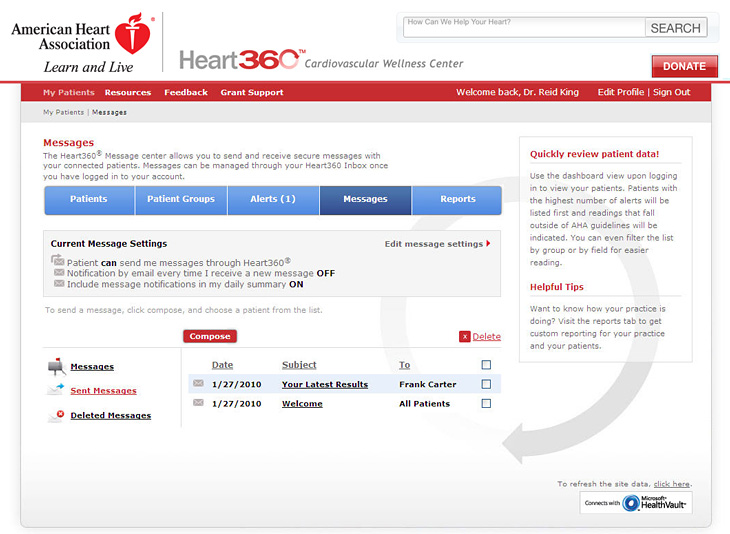 American Heart
Association
®
Learn and Live
Heart360™ Cardiovascular Wellness Center
How Can We Help Your Heart?
SEARCH
DONATE
My Patients Resources Feedback Grant Support Welcome back, Dr. Reid King Edit Profile | Sign Out
My Patients | Messages
Messages
The Heart360® Message center allows you to send and receive secure messages with
your connected patients. Messages can be managed through your Heart360 Inbox once
you have logged in to your account.
Patients Patient Groups Alerts (1) Messages Reports
Current Message Settings Edit message settings
Patient can send me messages through Heart360®
Notification by email every time I receive a new message OFF
Include message notifications in my daily summary ON
To send a message, click compose, and choose a patient from the list.
Compose x Delete
Messages
Sent Messages
Deleted Messages
Date Subject To
1/27/2010 Your Latest Results Frank Carter
1/27/2010 Welcome All Patients
Quickly review patient data!
Use the dashboard view upon logging
in to view your patients. Patients with
the highest number of alerts will be
listed first and readings that fall
outside of AHA guidelines will be
indicated. You can even filter the list
by group or by field for easier
reading.
Helpful Tips
Want to know how your practice is
doing? Visit the reports tab to get
custom reporting for your practice
and your patients.
To refresh the site data, click here.
Connects with Microsoft® HealthVault™